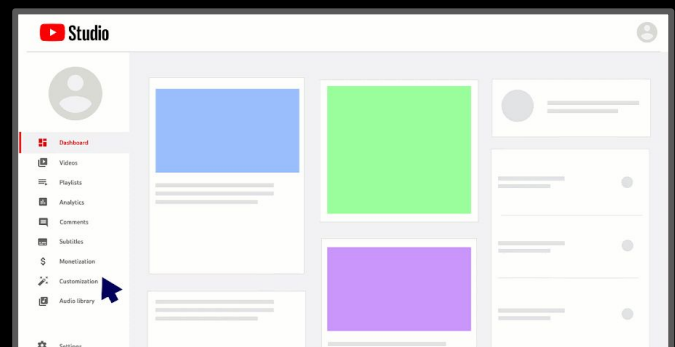 Studio
Dashboard
Videos
Playlists
Analytics
Comments
Subtitles
Monetization
Customization
Audio library
Settings